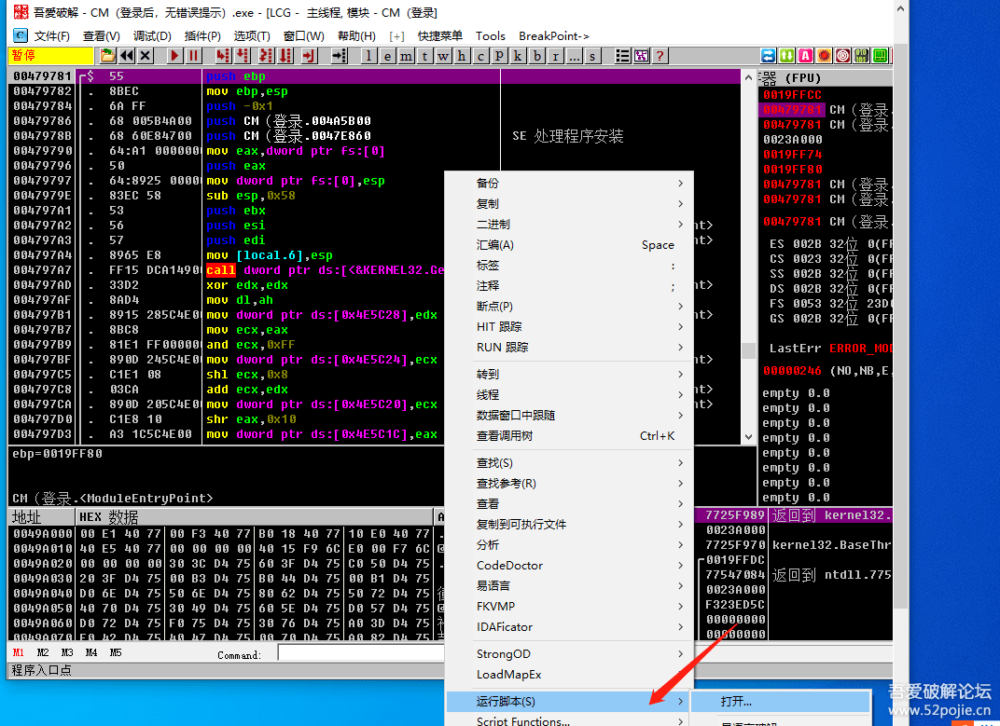 吾爱破解 - CM（登录后，无错误提示）.exe - [LCG - 主线程, 模块 - CM（登录]
文件(F) 查看(V) 调试(D) 插件(P) 选项(T) 窗口(W) 帮助(H) [+] 快捷菜单 Tools BreakPoint->
暂停 l e m t w h c p k b r ... s ?
00479781 $ 55 push ebp
00479782 . 8BEC mov ebp,esp
00479784 . 6A FF push -0x1
00479786 . 68 005B4A00 push CM（登录.004A5B00
0047978B . 68 60E84700 push CM（登录.0047E860 SE 处理程序安装
00479790 . 64:A1 000000 mov eax,dword ptr fs:[0]
00479796 . 50 push eax
00479797 . 64:8925 0000 mov dword ptr fs:[0],esp
0047979E . 83EC 58 sub esp,0x58
004797A1 . 53 push ebx
004797A2 . 56 push esi
004797A3 . 57 push edi
004797A4 . 8965 E8 mov [local.6],esp
004797A7 . FF15 DCA1490 call dword ptr ds:[<&KERNEL32.Ge
004797AD . 33D2 xor edx,edx
004797AF . 8AD4 mov dl,ah
004797B1 . 8915 285C4E0 mov dword ptr ds:[0x4E5C28],edx
004797B7 . 8BC8 mov ecx,eax
004797B9 . 81E1 FF00000 and ecx,0xFF
004797BF . 890D 245C4E0 mov dword ptr ds:[0x4E5C24],ecx
004797C5 . C1E1 08 shl ecx,0x8
004797C8 . 03CA add ecx,edx
004797CA . 890D 205C4E0 mov dword ptr ds:[0x4E5C20],ecx
004797D0 . C1E8 10 shr eax,0x10
004797D3 . A3 1C5C4E00 mov dword ptr ds:[0x4E5C1C],eax
ebp=0019FF80
CM（登录.<ModuleEntryPoint>
(FPU)
0019FFCC
00479781 CM（登录.
00479781 CM（登录.
0023A000
0019FF74
0019FF80
00479781 CM（登录.
00479781 CM（登录.
00479781 CM（登录.
ES 002B 32位 0(FF
CS 0023 32位 0(FF
SS 002B 32位 0(FF
DS 002B 32位 0(FF
FS 0053 32位 23D0
GS 002B 32位 0(FF
LastErr ERROR_MOD
00000246 (NO,NB,E,
empty 0.0
empty 0.0
empty 0.0
empty 0.0
empty 0.0
empty 0.0
empty 0.0
empty 0.0
备份
复制
二进制
汇编(A) Space
标签 :
注释 ;
断点(P)
HIT 跟踪
RUN 跟踪
转到
线程
数据窗口中跟随
查看调用树 Ctrl+K
查找(S)
查找参考(R)
查看
复制到可执行文件
分析
CodeDoctor
易语言
FKVMP
IDAFicator
StrongOD
LoadMapEx
运行脚本(S) 打开...
Script Functions...
地址 HEX 数据 A
0049A000 00 E1 40 77 00 F3 40 77 B0 18 40 77 10 E0 40 77
0049A010 40 E5 40 77 00 00 00 00 40 15 F9 6C E0 00 F7 6C
0049A020 00 00 00 00 30 3C D4 75 60 3F D4 75 C0 50 D4 75
0049A030 20 3F D4 75 00 B3 D4 75 B0 44 D4 75 00 B1 D4 75
0049A040 D0 6E D4 75 50 6E D4 75 80 62 D4 75 50 72 D4 75
0049A050 40 70 D4 75 30 49 D4 75 60 5E D4 75 D0 57 D4 75
0049A060 D0 72 D4 75 F0 75 D4 75 30 76 D4 75 A0 3D D4 75
7725F989 返回到 kernel32.
0023A000
7725F970 kernel32.BaseThr
0019FFDC
77547084 返回到 ntdll.775
0023A000
F323ED5C
00000000
00000000
M1 M2 M3 M4 M5 Command:
程序入口点
吾爱破解论坛
www.52pojie.cn